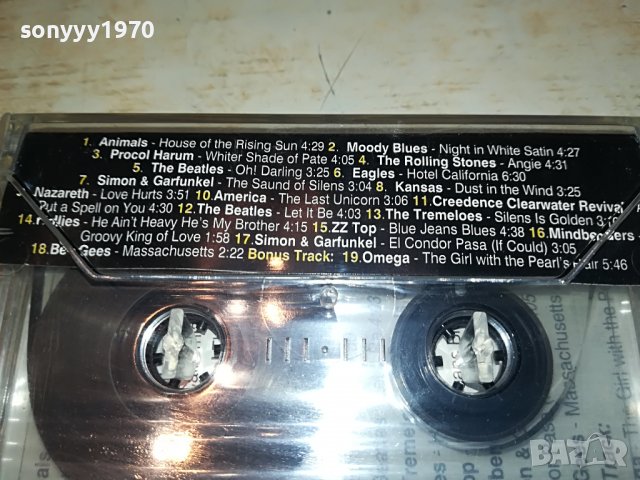 sonyyy1970
1. Animals - House of the Rising Sun 4:29 2. Moody Blues - Night in White Satin 4:27
3. Procol Harum - Whiter Shade of Pate 4:05 4. The Rolling Stones - Angie 4:31
5. The Beatles - Oh! Darling 3:25 6. Eagles - Hotel California 6:30
7. Simon & Garfunkel - The Saund of Silens 3:04 8. Kansas - Dust in the Wind 3:25
Nazareth - Love Hurts 3:51 10. America - The Last Unicorn 3:06 11. Creedence Clearwater Revival
Put a Spell on You 4:30 12. The Beatles - Let It Be 4:03 13. The Tremeloes - Silens Is Golden
14. Hollies - He Ain't Heavy He's My Brother 4:15 15. ZZ Top - Blue Jeans Blues 4:38 16. Mindbenders -
Groovy King of Love 1:58 17. Simon & Garfunkel - El Condor Pasa (If Could) 3:05
18. Bee Gees - Massachusetts 2:22 Bonus Track: 19. Omega - The Girl with the Pearl's Hair 5:46
Massachusetts
BAZAR